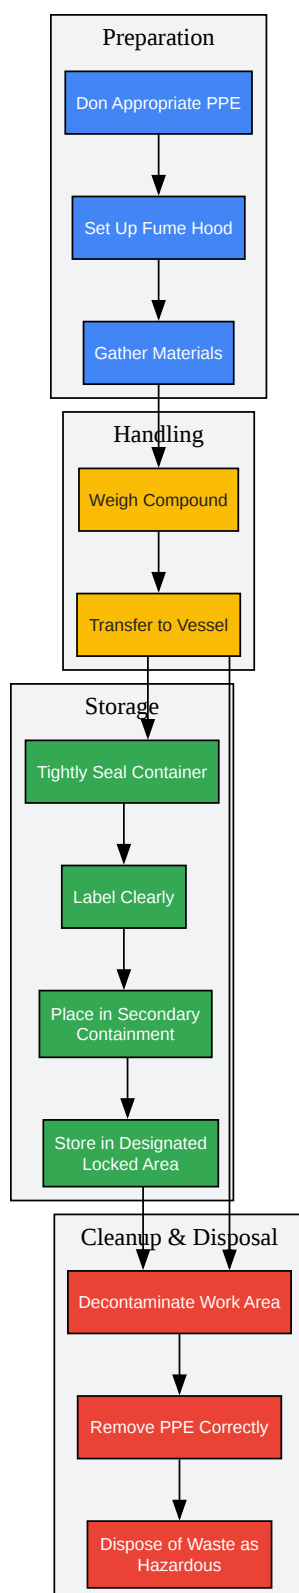 Preparation
Don Appropriate PPE
Set Up Fume Hood
Gather Materials
Handling
Weigh Compound
Transfer to Vessel
Storage
Tightly Seal Container
Label Clearly
Place in Secondary
Containment
Store in Designated
Locked Area
Cleanup & Disposal
Decontaminate Work Area
Remove PPE Correctly
Dispose of Waste as
Hazardous